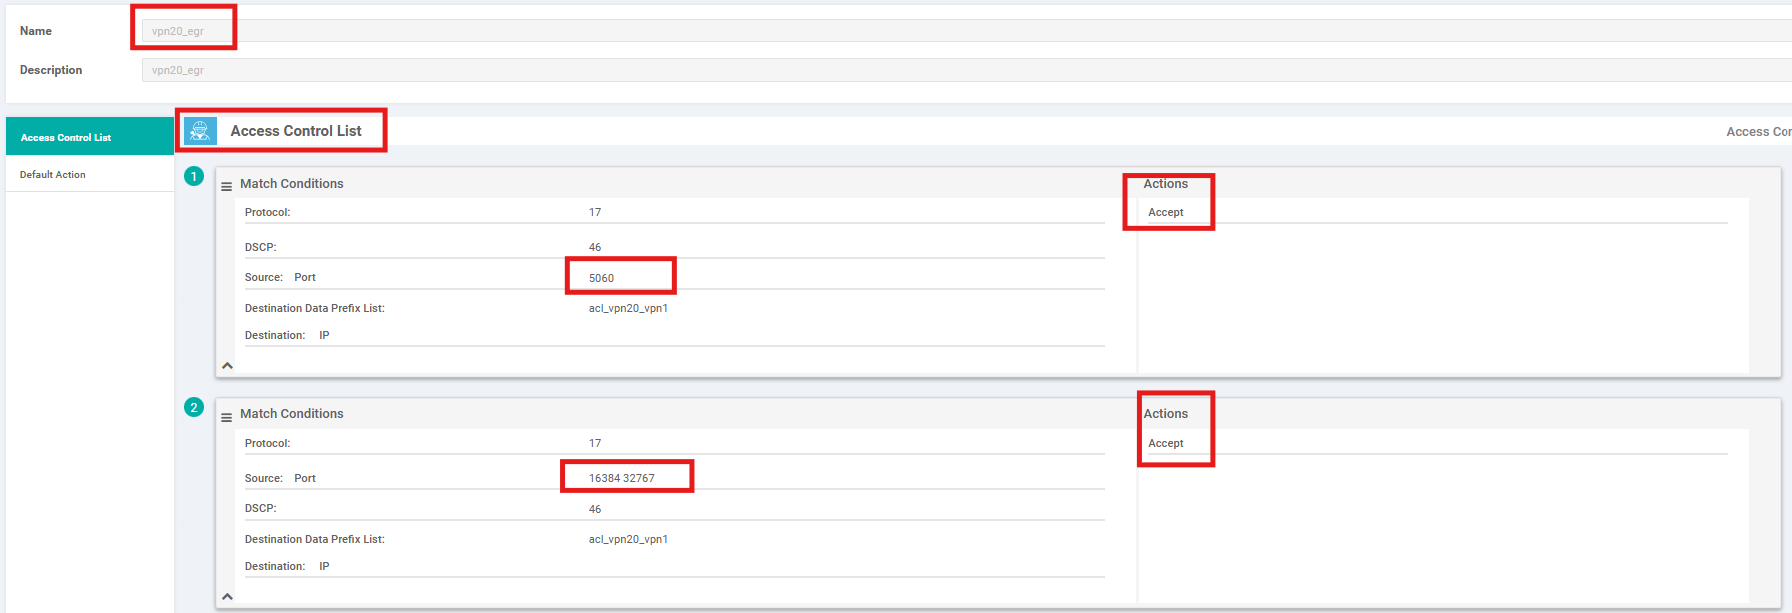 Name vpn20_egr
Description vpn20_egr
Access Control List
Default Action
Access Control List
Access Con
1
Match Conditions Actions
Protocol: 17 Accept
DSCP: 46
Source: Port 5060
Destination Data Prefix List: acl_vpn20_vpn1
Destination: IP
2
Match Conditions Actions
Protocol: 17 Accept
Source: Port 16384 32767
DSCP: 46
Destination Data Prefix List: acl_vpn20_vpn1
Destination: IP